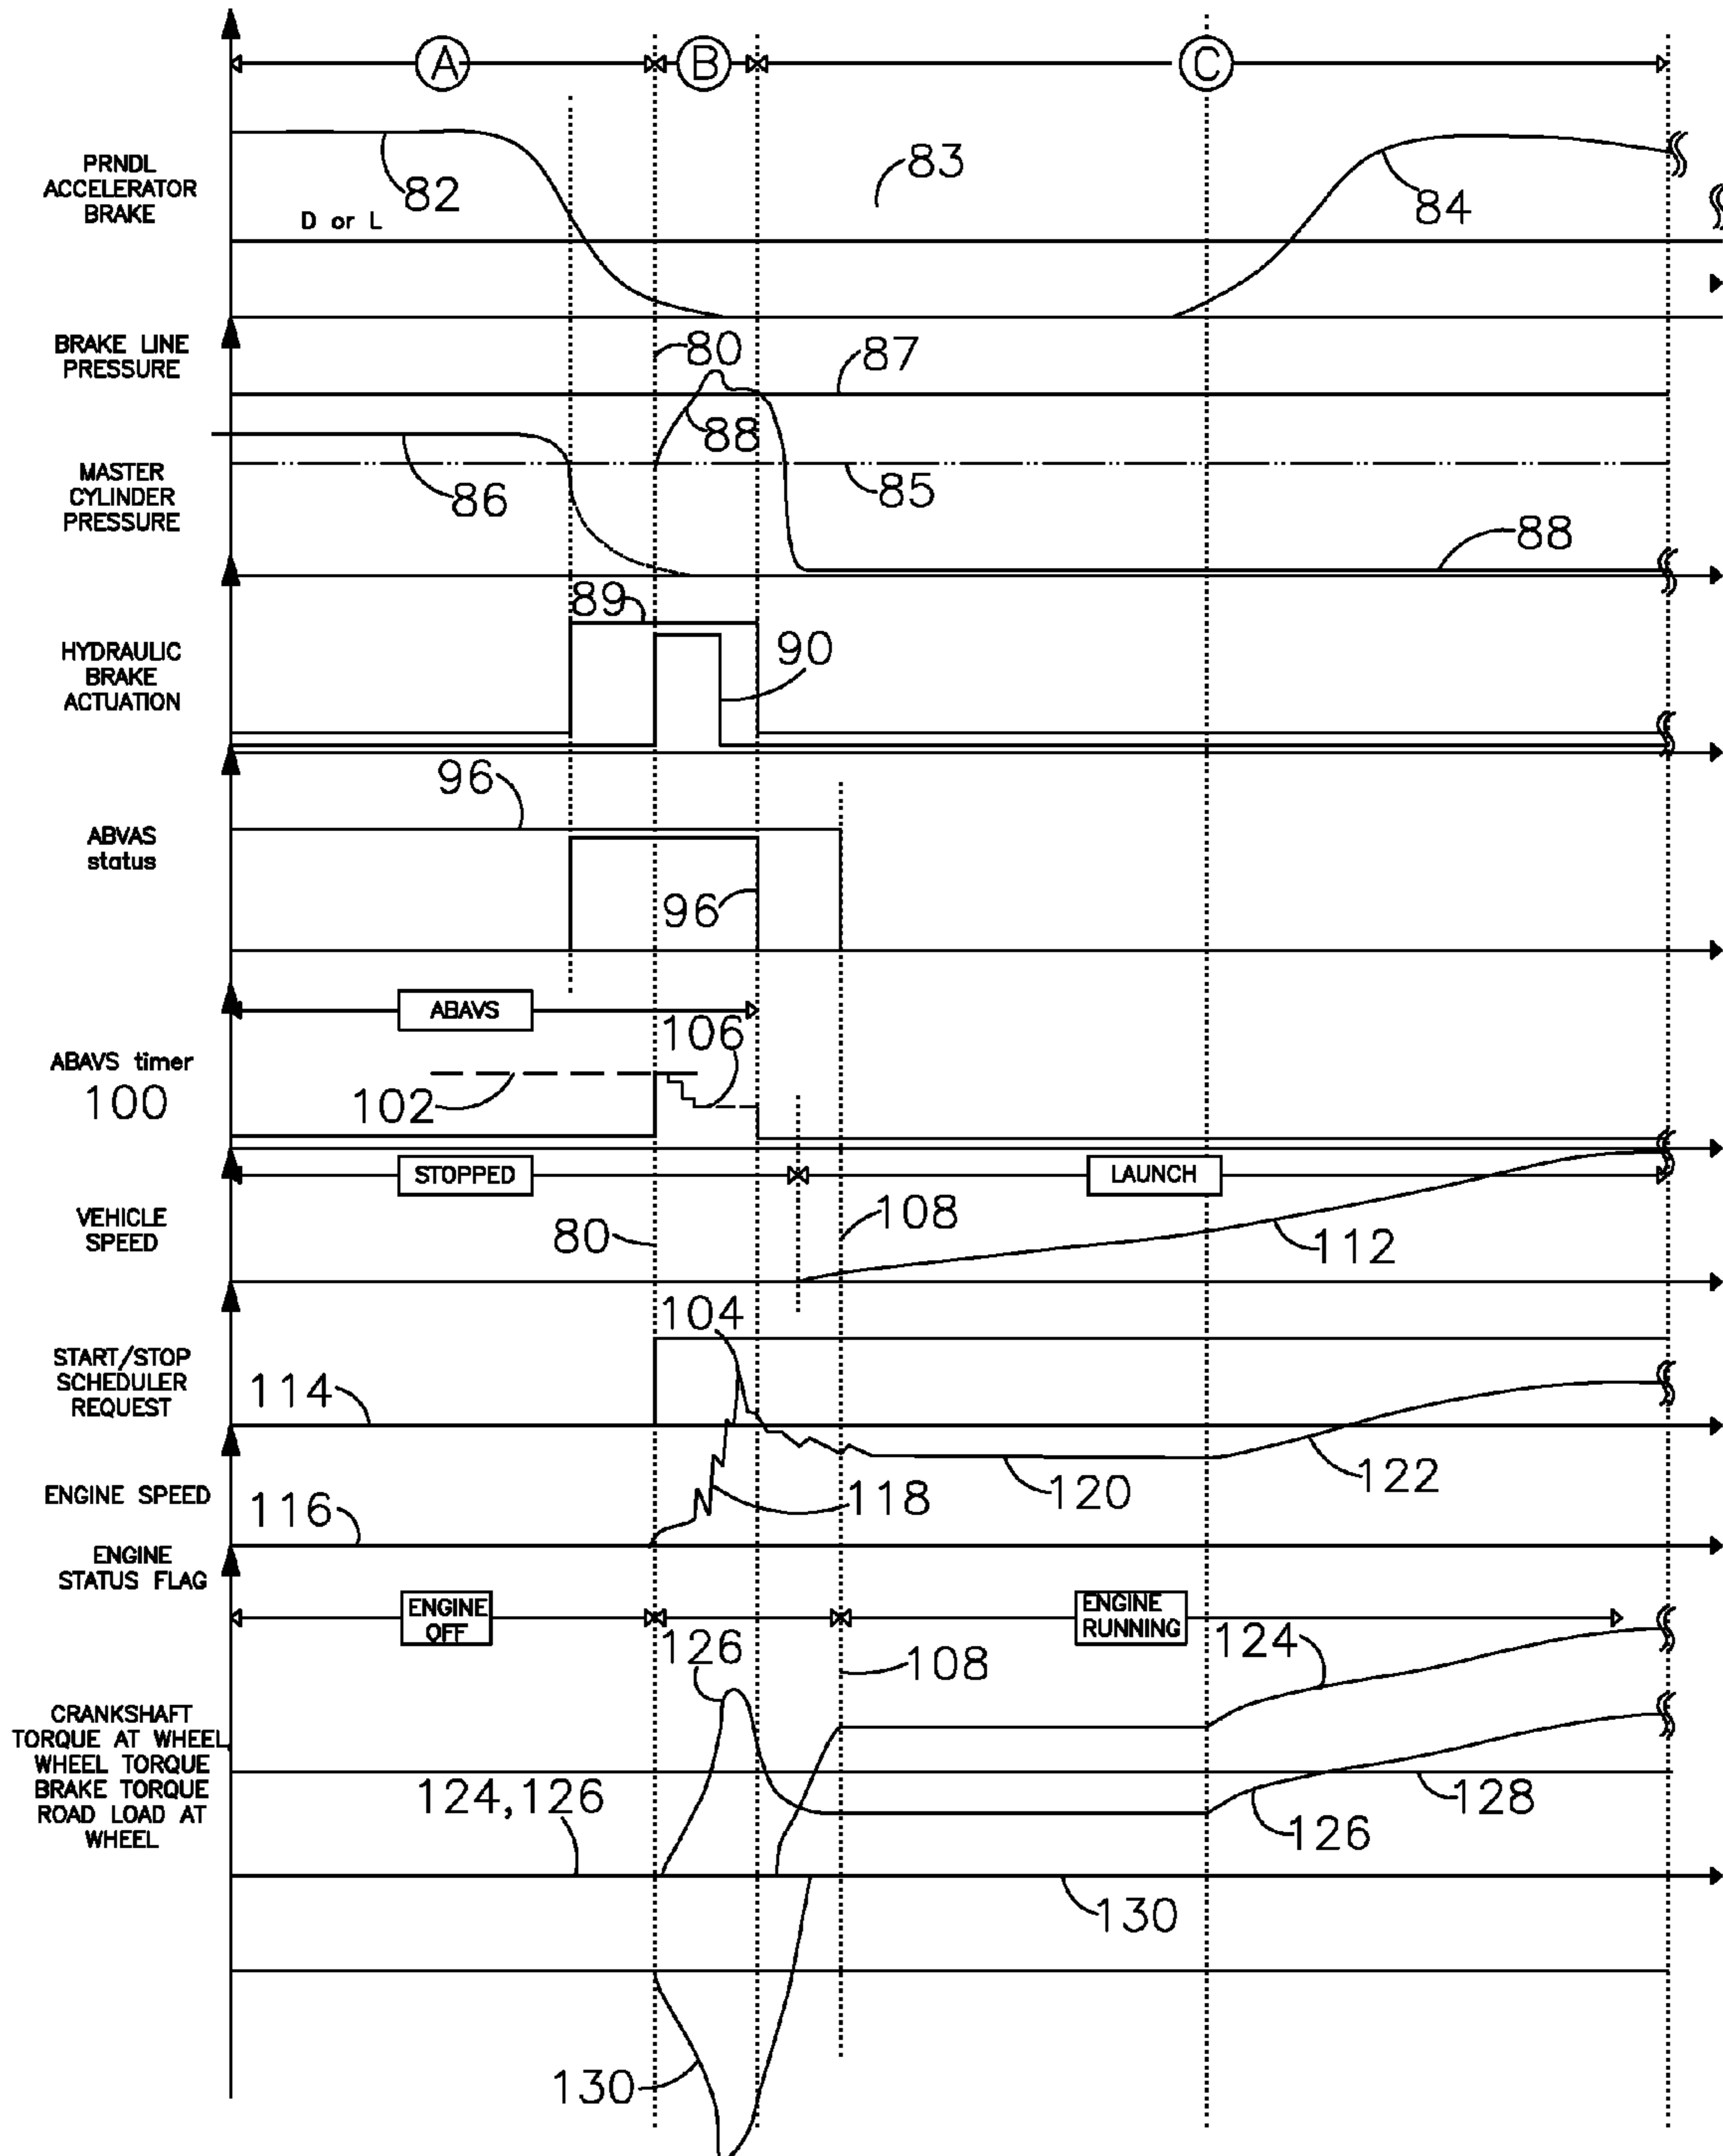 A
B
C
PRNDL
ACCELERATOR
BRAKE
82
83
84
D or L
BRAKE LINE
PRESSURE
80
87
88
MASTER
CYLINDER
PRESSURE
86
85
88
HYDRAULIC
BRAKE
ACTUATION
89
90
ABVAS
status
96
96
ABAVS
ABAVS timer
100
102
106
STOPPED
LAUNCH
VEHICLE
SPEED
80
108
112
START/STOP
SCHEDULER
REQUEST
104
114
ENGINE SPEED
116
118
120
122
ENGINE
STATUS FLAG
ENGINE
OFF
ENGINE
RUNNING
126
108
124
CRANKSHAFT
TORQUE AT WHEEL
WHEEL TORQUE
BRAKE TORQUE
ROAD LOAD AT
WHEEL
124,126
128
126
130
130